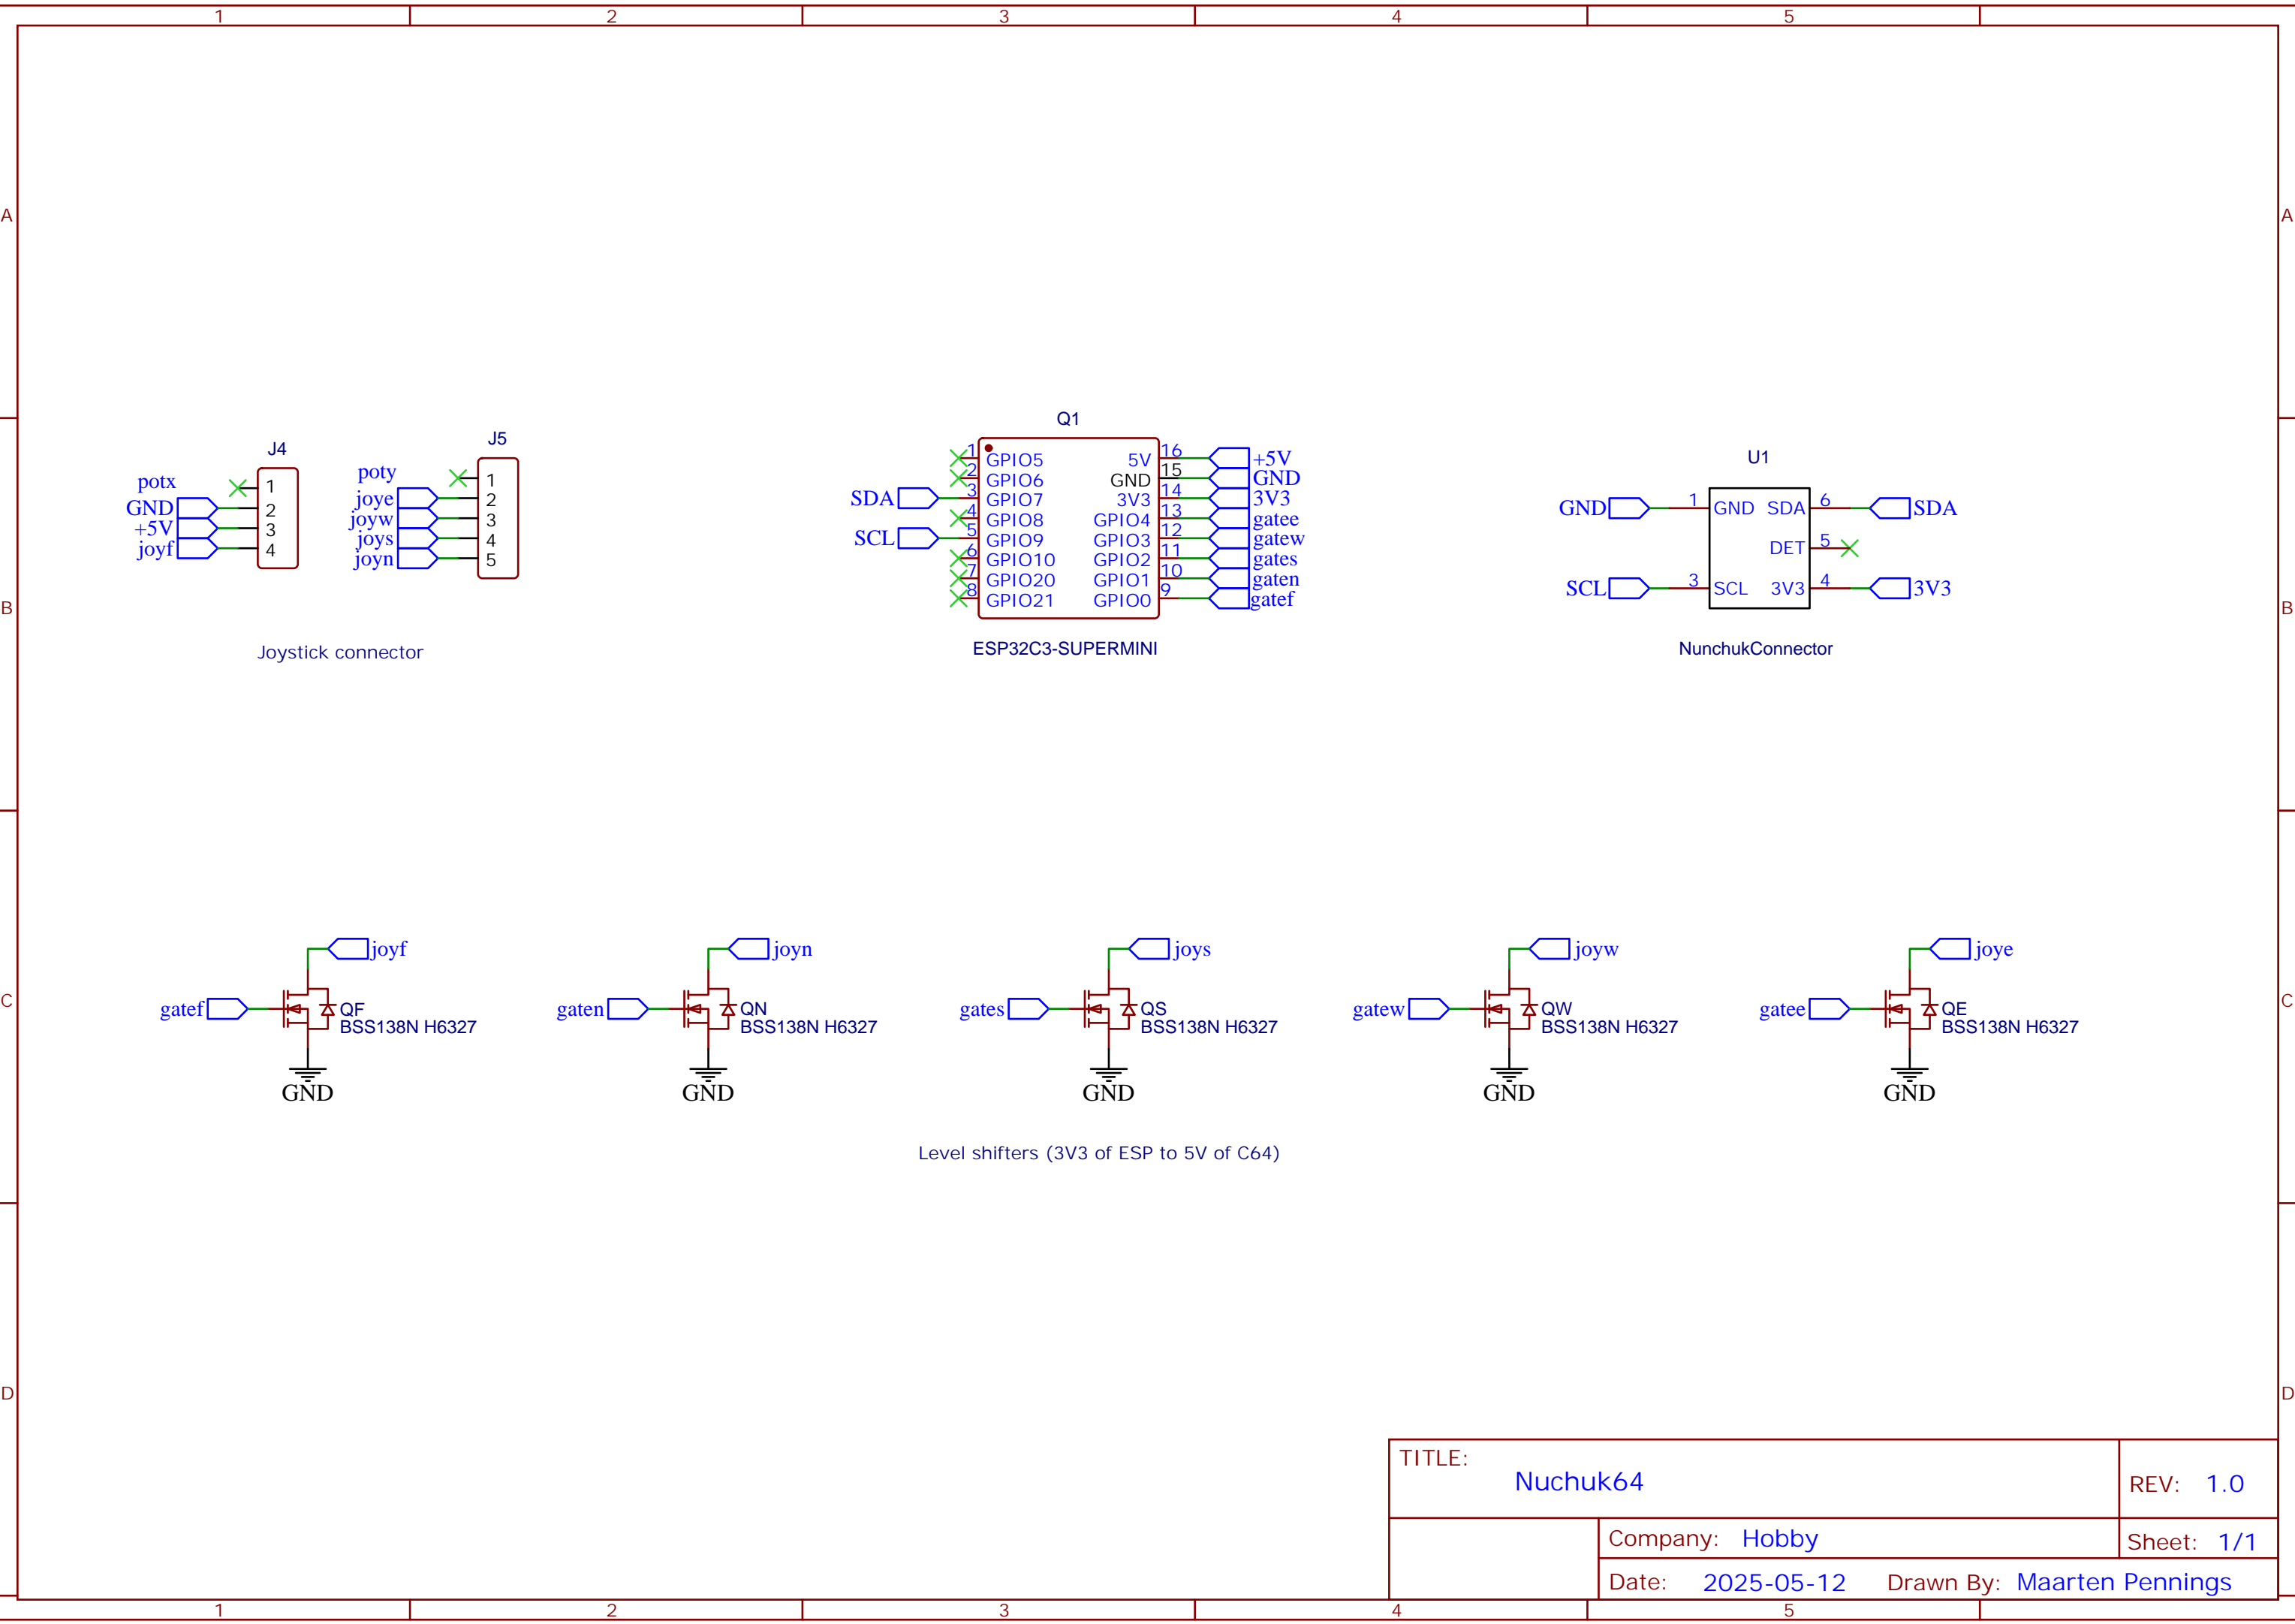 1 2 3 4 5
A A
B B
C C
D D
J4
potx 1
GND 2
+5V 3
joyf 4
J5
poty 1
joye 2
joyw 3
joys 4
joyn 5
Joystick connector
Q1
1 GPIO5 5V 16 +5V
2 GPIO6 GND 15 GND
SDA 3 GPIO7 3V3 14 3V3
4 GPIO8 GPIO4 13 gatee
SCL 5 GPIO9 GPIO3 12 gatew
6 GPIO10 GPIO2 11 gates
7 GPIO20 GPIO1 10 gaten
8 GPIO21 GPIO0 9 gatef
ESP32C3-SUPERMINI
U1
GND 1 GND SDA 6 SDA
DET 5
SCL 3 SCL 3V3 4 3V3
NunchukConnector
joyf
gatef QF
BSS138N H6327
GND
joyn
gaten QN
BSS138N H6327
GND
joys
gates QS
BSS138N H6327
GND
joyw
gatew QW
BSS138N H6327
GND
joye
gatee QE
BSS138N H6327
GND
Level shifters (3V3 of ESP to 5V of C64)
TITLE:
Nuchuk64
REV: 1.0
Company: Hobby
Sheet: 1/1
Date: 2025-05-12 Drawn By: Maarten Pennings
1 2 3 4 5